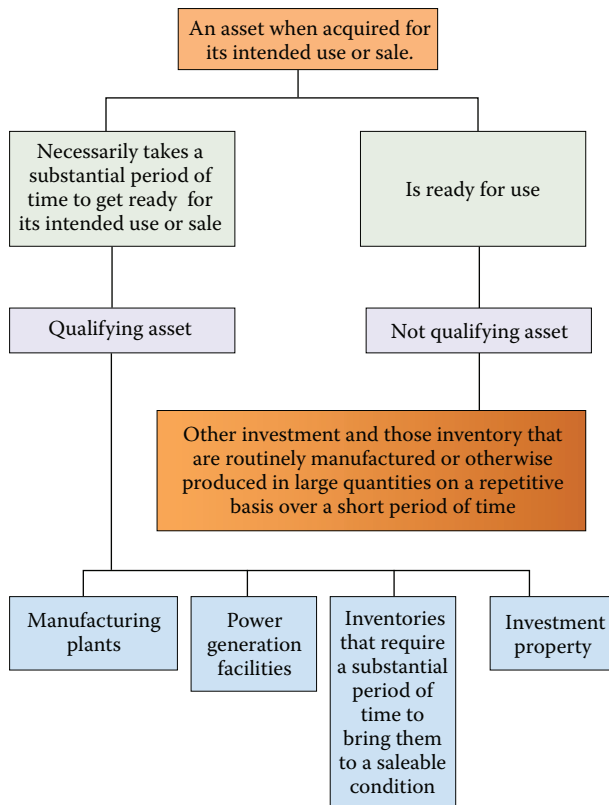 An asset when acquired for
its intended use or sale.
Necessarily takes a
substantial period of
time to get ready for
its intended use or sale
Is ready for use
Qualifying asset
Not qualifying asset
Other investment and those inventory that
are routinely manufactured or otherwise
produced in large quantities on a repetitive
basis over a short period of time
Manufacturing
plants
Power
generation
facilities
Inventories
that require
a substantial
period of
time to
bring them
to a saleable
condition
Investment
property